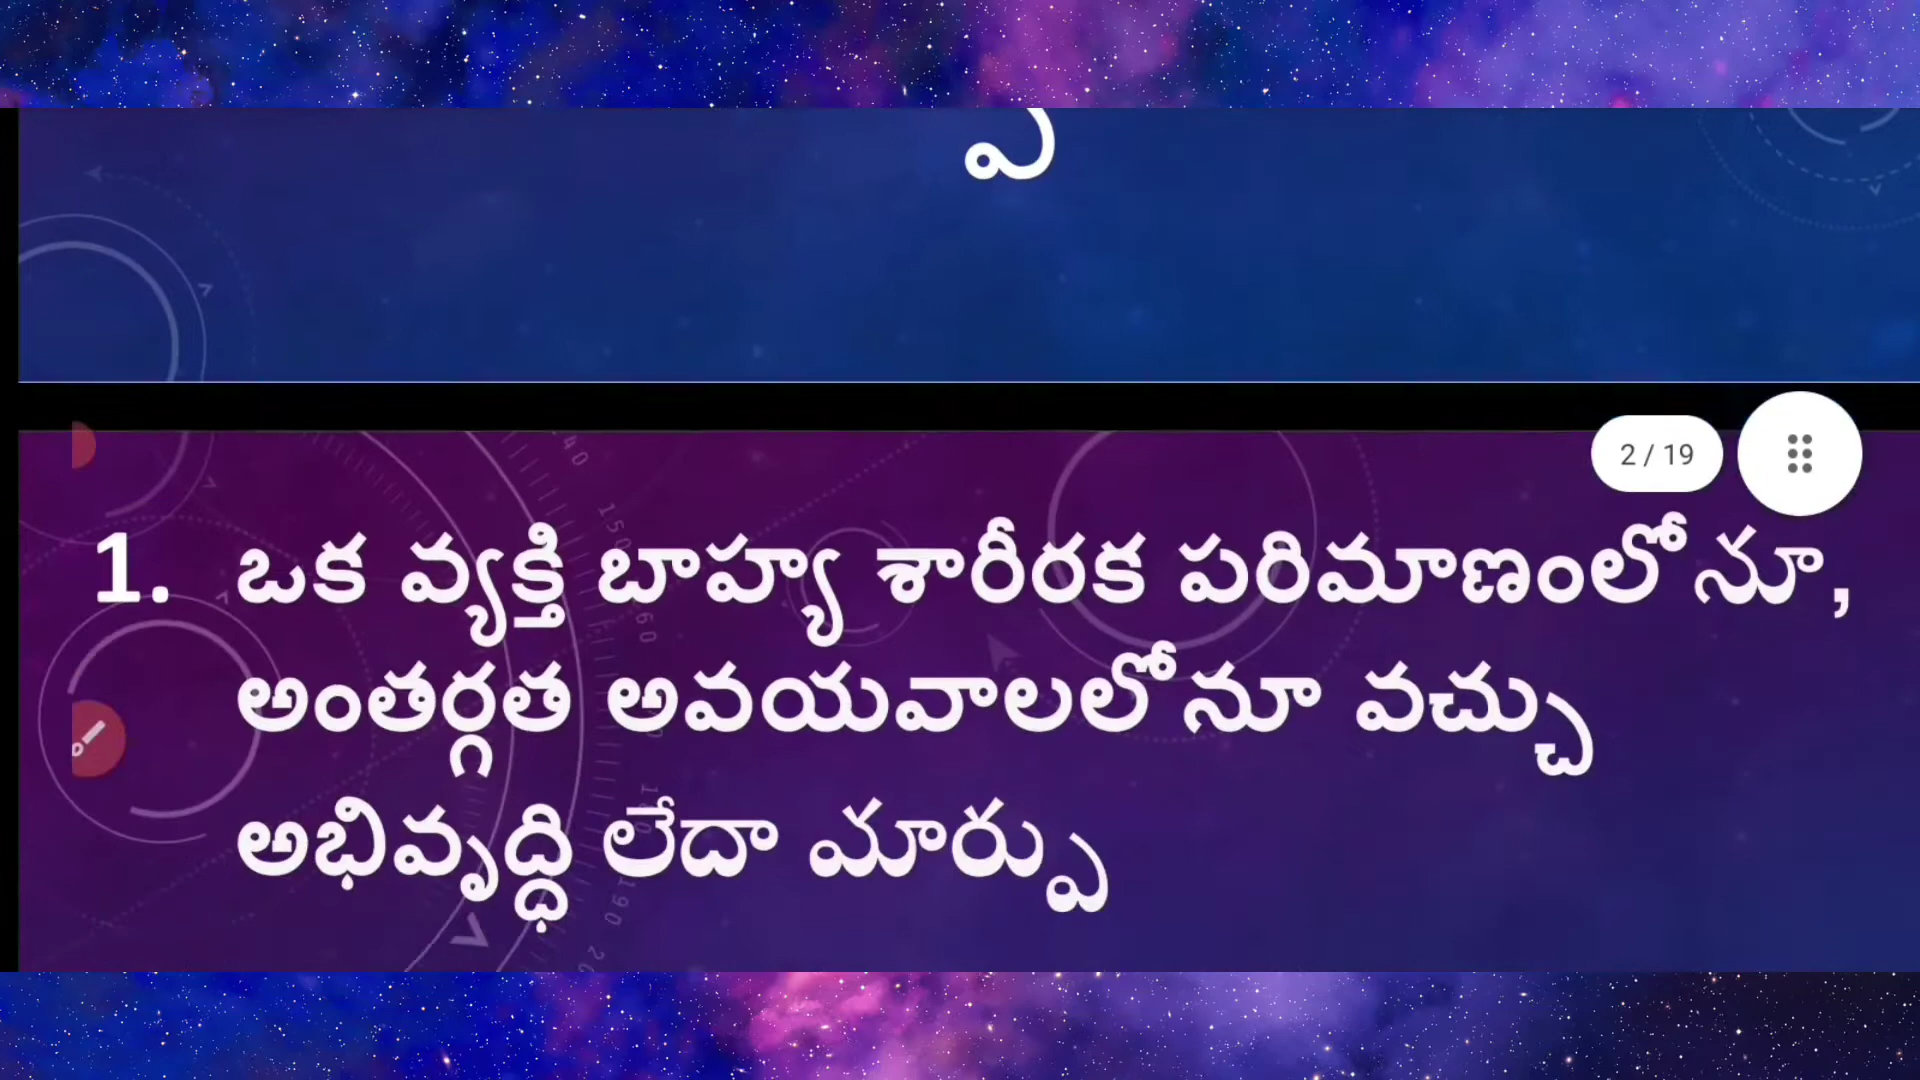 2 / 19
1. ఒక వ్యక్తి బాహ్య శారీరక పరిమాణంలోనూ,
అంతర్గత అవయవాలలోనూ వచ్చు
అభివృద్ధి లేదా మార్పు